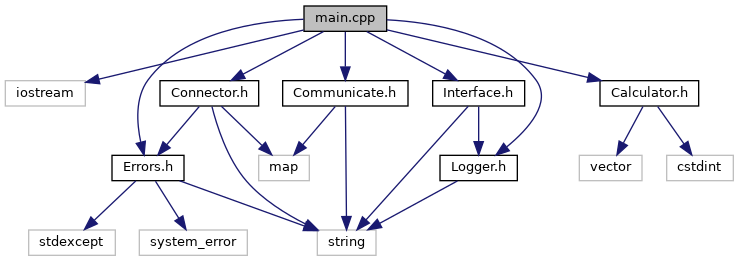 main.cpp
iostream
Connector.h
Communicate.h
Interface.h
Calculator.h
Errors.h
map
Logger.h
vector
cstdint
stdexcept
system_error
string